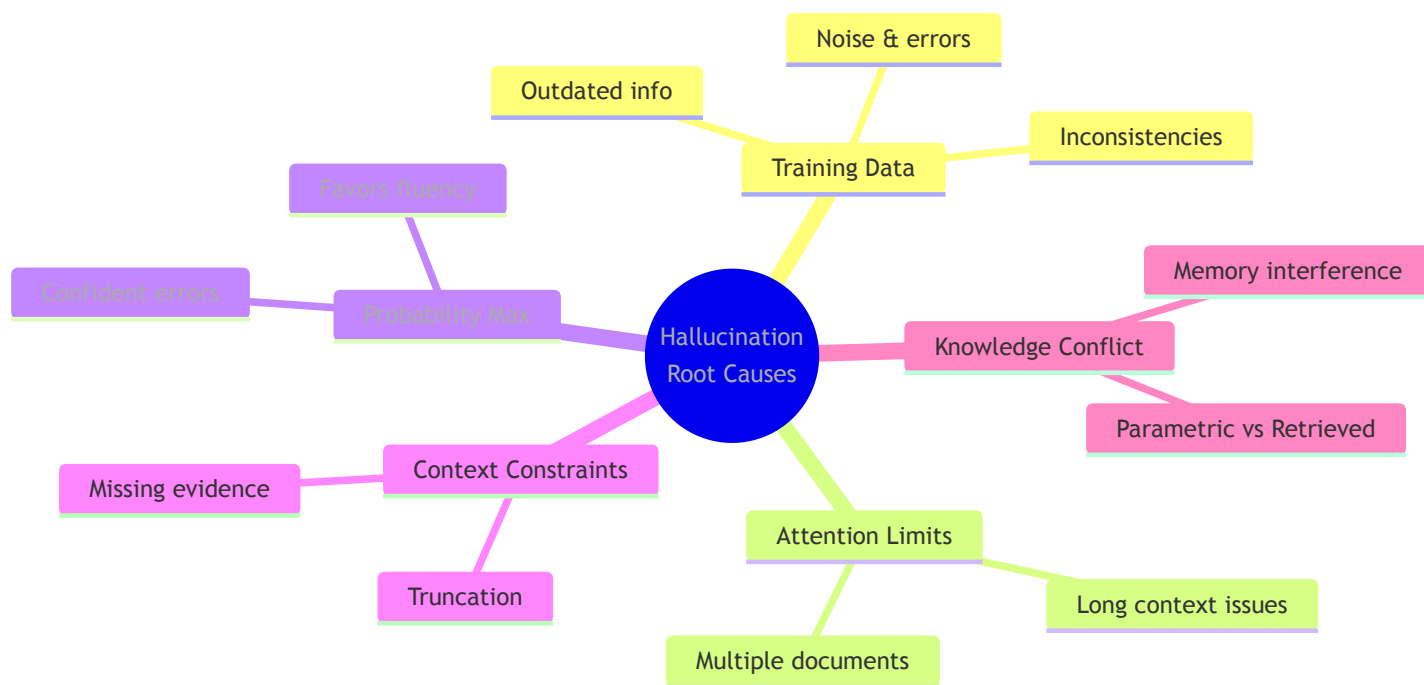 Noise & errors
Outdated info
Inconsistencies
Training Data
Favors fluency
Confident errors
Probability Max
Hallucination
Root Causes
Memory interference
Knowledge Conflict
Parametric vs Retrieved
Context Constraints
Missing evidence
Truncation
Attention Limits
Long context issues
Multiple documents